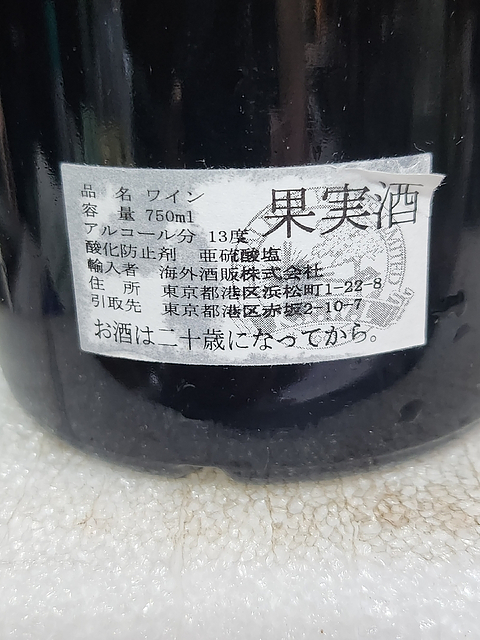 果実酒
品 名 ワイン
容 量 750ml
アルコール分 13度
酸化防止剤 亜硫酸塩
輸入者 海外酒販株式会社
住 所 東京都港区浜松町1-22-8
引取先 東京都港区赤坂2-10-7
お酒は二十歳になってから。